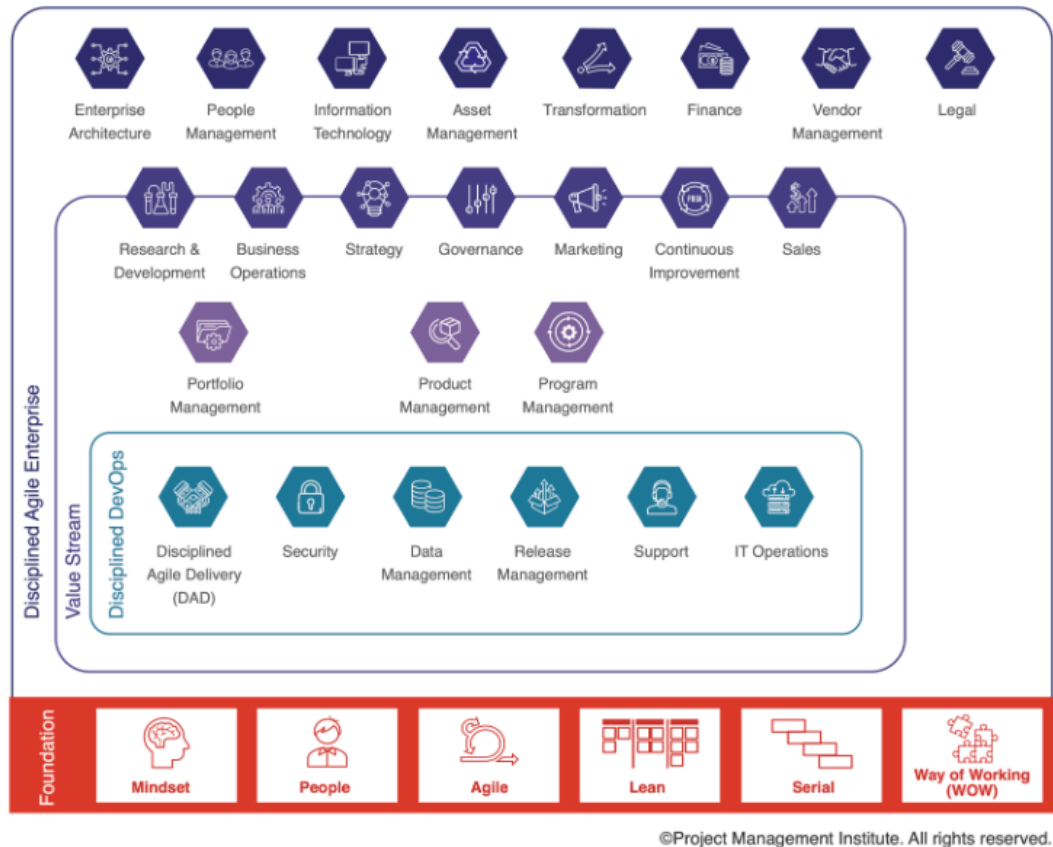 Enterprise
Architecture
People
Management
Information
Technology
Asset
Management
Transformation
Finance
Vendor
Management
Legal
Research &
Development
Business
Operations
Strategy
Governance
Marketing
Continuous
Improvement
Sales
Portfolio
Management
Product
Management
Program
Management
Disciplined Agile Enterprise
Value Stream
Disciplined DevOps
Disciplined
Agile Delivery
(DAD)
Security
Data
Management
Release
Management
Support
IT Operations
Foundation
Mindset
People
Agile
Lean
Serial
Way of Working
(WOW)
©Project Management Institute. All rights reserved.